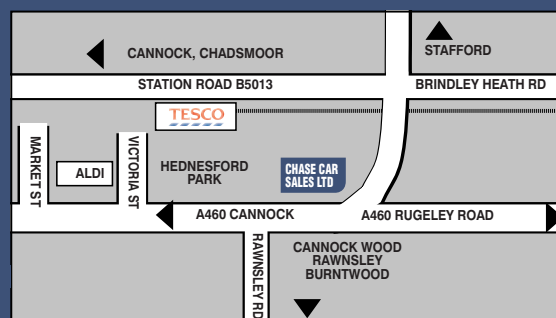 CANNOCK, CHADSMOOR
STAFFORD
STATION ROAD B5013
BRINDLEY HEATH RD
TESCO
MARKET ST
ALDI
VICTORIA ST
HEDNESFORD
PARK
CHASE CAR
SALES LTD
A460 CANNOCK
A460 RUGELEY ROAD
RAWNSLEY RD
CANNOCK WOOD
RAWNSLEY
BURNTWOOD